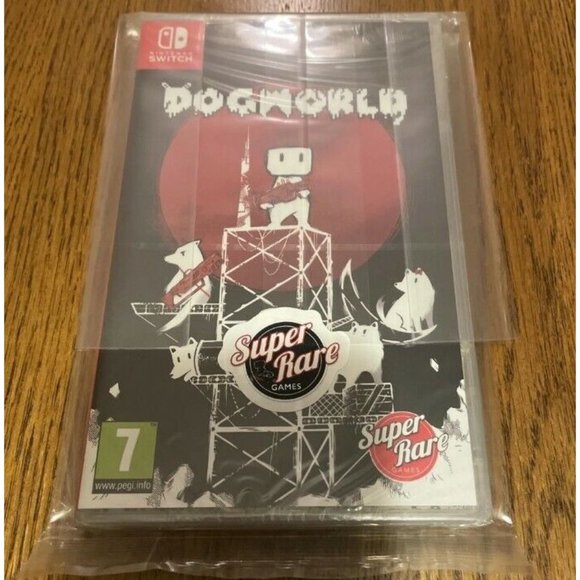 NINTENDO
SWITCH
DOGWORLD
Super
Rare
GAMES
Super
Rare
GAMES
7
www.pegi.info